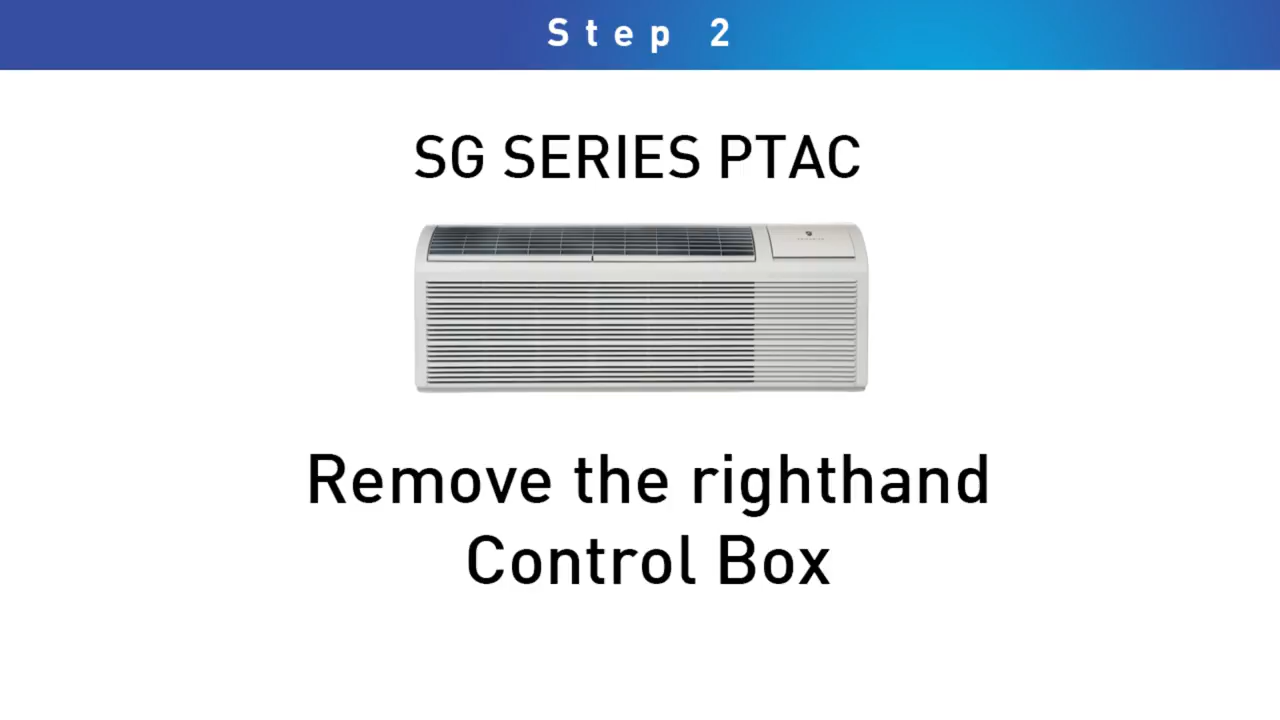 Step 2
SG SERIES PTAC
Remove the righthand
Control Box